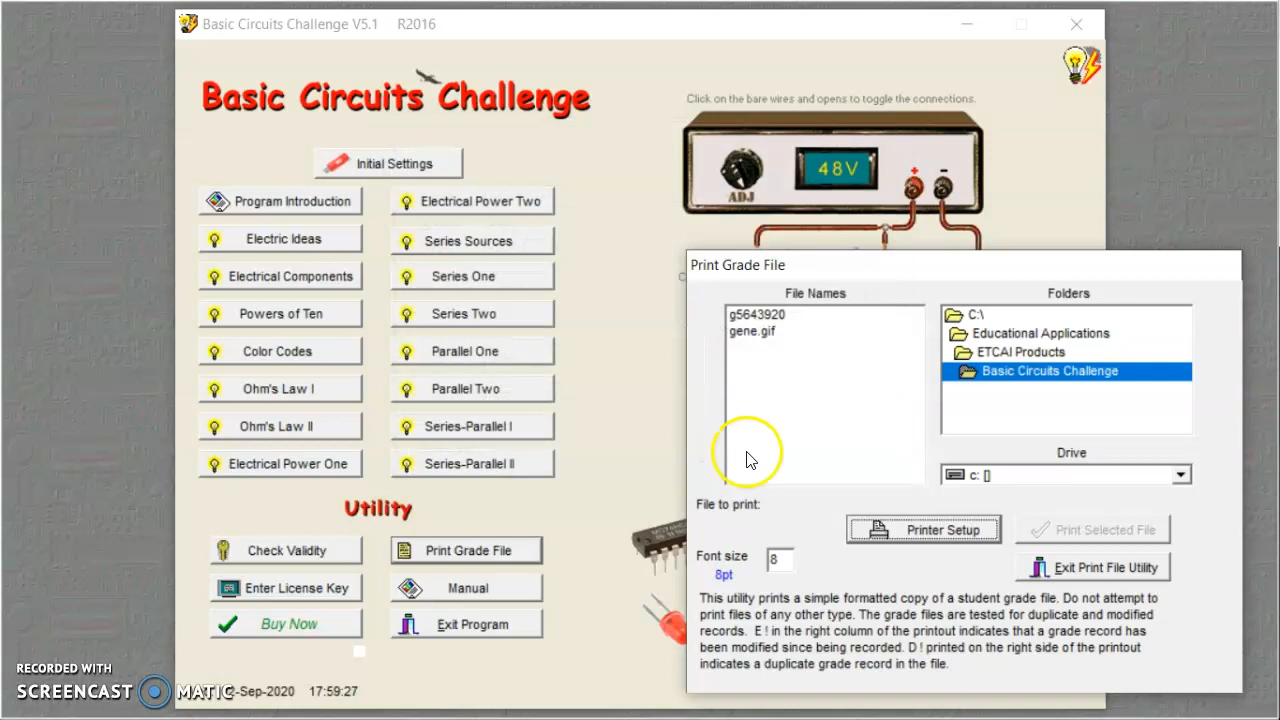 Basic Circuits Challenge V5.1 R2016
Basic Circuits Challenge
Click on the bare wires and opens to toggle the connections.
48V
ADJ
+ -
Initial Settings
Program Introduction
Electrical Power Two
Electric Ideas
Series Sources
Electrical Components
Series One
Powers of Ten
Series Two
Color Codes
Parallel One
Ohm's Law I
Parallel Two
Ohm's Law II
Series-Parallel I
Electrical Power One
Series-Parallel II
Utility
Check Validity
Print Grade File
Enter License Key
Manual
Buy Now
Exit Program
-Sep-2020 17:59:27
Print Grade File
File Names
Folders
g5643920
gene.gif
C:\
Educational Applications
ETCAI Products
Basic Circuits Challenge
Drive
c: []
File to print:
Printer Setup
Print Selected File
Font size
8
8pt
Exit Print File Utility
This utility prints a simple formatted copy of a student grade file. Do not attempt to
print files of any other type. The grade files are tested for duplicate and modified
records. E ! in the right column of the printout indicates that a grade record has
been modified since being recorded. D ! printed on the right side of the printout
indicates a duplicate grade record in the file.
RECORDED WITH
SCREENCAST MATIC